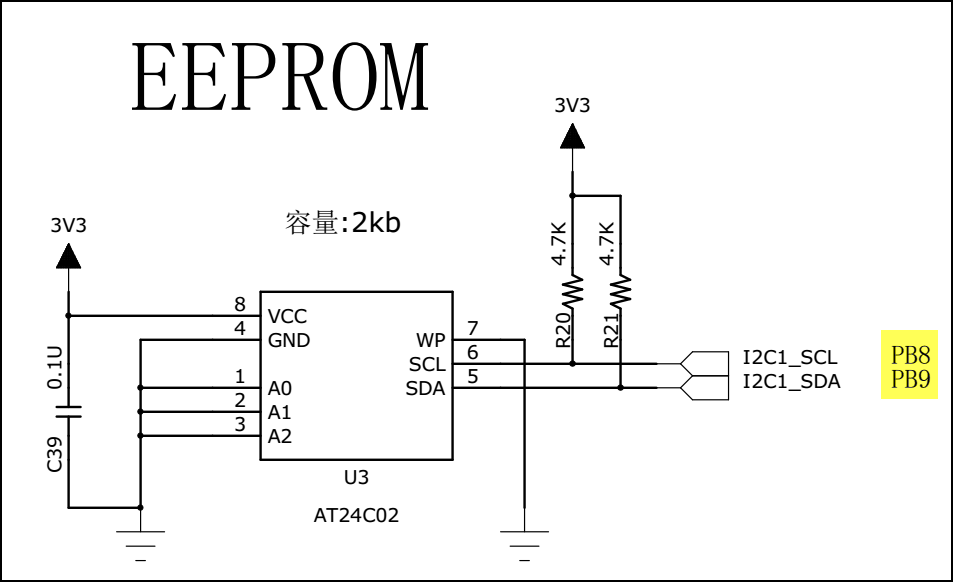 EEPROM
3V3
容量:2kb
3V3
4.7K
4.7K
R20
R21
0.1U
C39
8
VCC
4
GND
1
A0
2
A1
3
A2
WP
7
SCL
6
SDA
5
I2C1_SCL
PB8
I2C1_SDA
PB9
U3
AT24C02